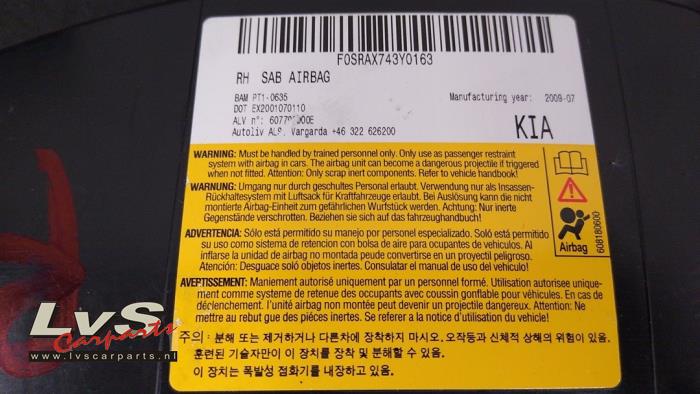 F0SRAX743Y0163
RH SAB AIRBAG
BAM PT1-0635
DOT EX2001070110
ALV n°:
Autoliv Vargarda +46 322 626200
Manufacturing year: 2009-07
KIA
WARNING: Must be handled by trained personnel only. Only use as passenger restraint
system with airbag in cars. The airbag unit can become a dangerous projectile if triggered
when not fitted. Attention: Only scrap inert components. Refer to vehicle handbook!
WARNUNG: Umgang nur durch geschultes Personal erlaubt. Verwendung nur als Insassen-
Rückhaltesystem mit Luftsack für Kraftfahrzeuge erlaubt. Bei Auslösung kann die nicht
montierte Airbag-Einheit zum gefährlichen Wurfstück werden. Achtung: Nur inerte
Gegenstände verschrotten. Beziehen sie sich auf das fahrzeughandbuch!
ADVERTENCIA: Sólo está permitido su manejo por personal especializado. Solo está permitido
su uso como sistema de retencion con bolsa de aire para ocupantes de vehículos. Al
inflarse la unidad de airbag no montada peude convertirse en un proyectil peligroso.
Atención: Desguace solo objetos inertes. Consulatar el manual de uso del vehiculo!
AVEPTISSEMENT: Maniement autorisé uniquement par un personnel formé. Utilisation autorisee unique-
ment comme systeme de retenue des occupants avec coussin gonflable pour véhicules. En cas de
déclenchement. l'unité airbag non montée peut devenir un projectile dangereux. Attention: Ne
mettre au rebut gue des piéces inertes. Se referer a la notice d'utilisation du vehicule!
주의: 분해 또는 제거하거나 다른차에 장착하지 마십시오. 오작동과 신체적 상해의 위험이 있음.
훈련된 기술자만이 이 장치를 장착 및 분해할 수 있음.
이 장치는 폭발성 점화기를 내장하고 있음.
Airbag
608180600
LvS
Carparts
www.lvscarparts.nl